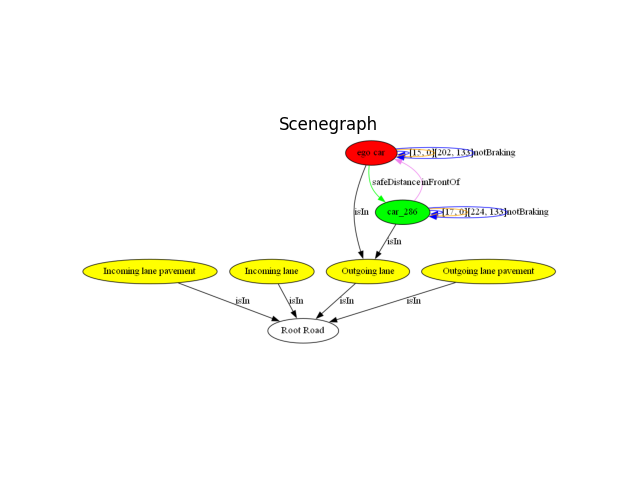 Scenegraph
ego car [15, 0] [202, 133] notBraking
safeDistance inFrontOf
isIn
car_286 [17, 0] [224, 133] notBraking
isIn
Incoming lane pavement Incoming lane Outgoing lane Outgoing lane pavement
isIn isIn isIn isIn
Root Road